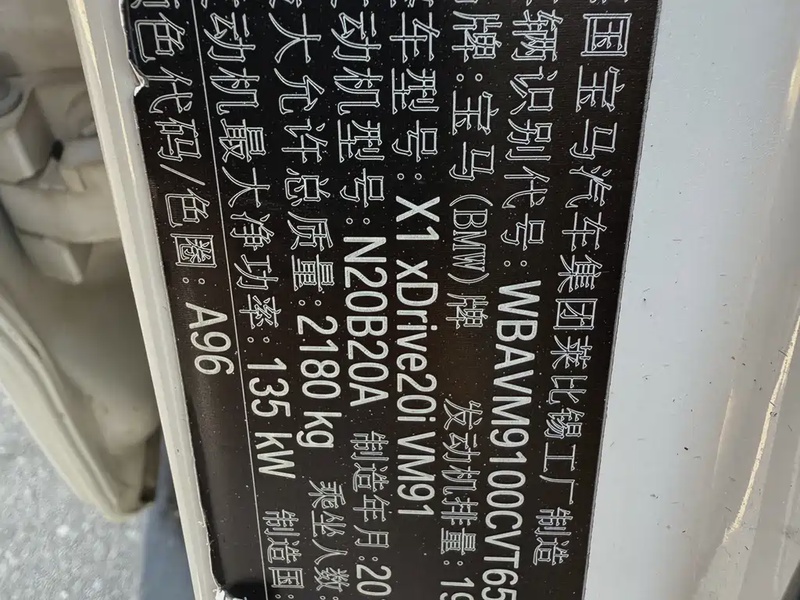 国宝马汽车集团莱比锡工厂 制造
辆识别代号: WBAVM9100CVT65
牌: 宝马(BMW)牌 发动机排量: 19
车型号: X1 xDrive20i VM91
动机型号: N20B20A 制造年月: 20
大允许总质量: 2180 kg 乘坐人数:
动机最大净功率: 135 kW 制造国:
色代码/色圈: A96